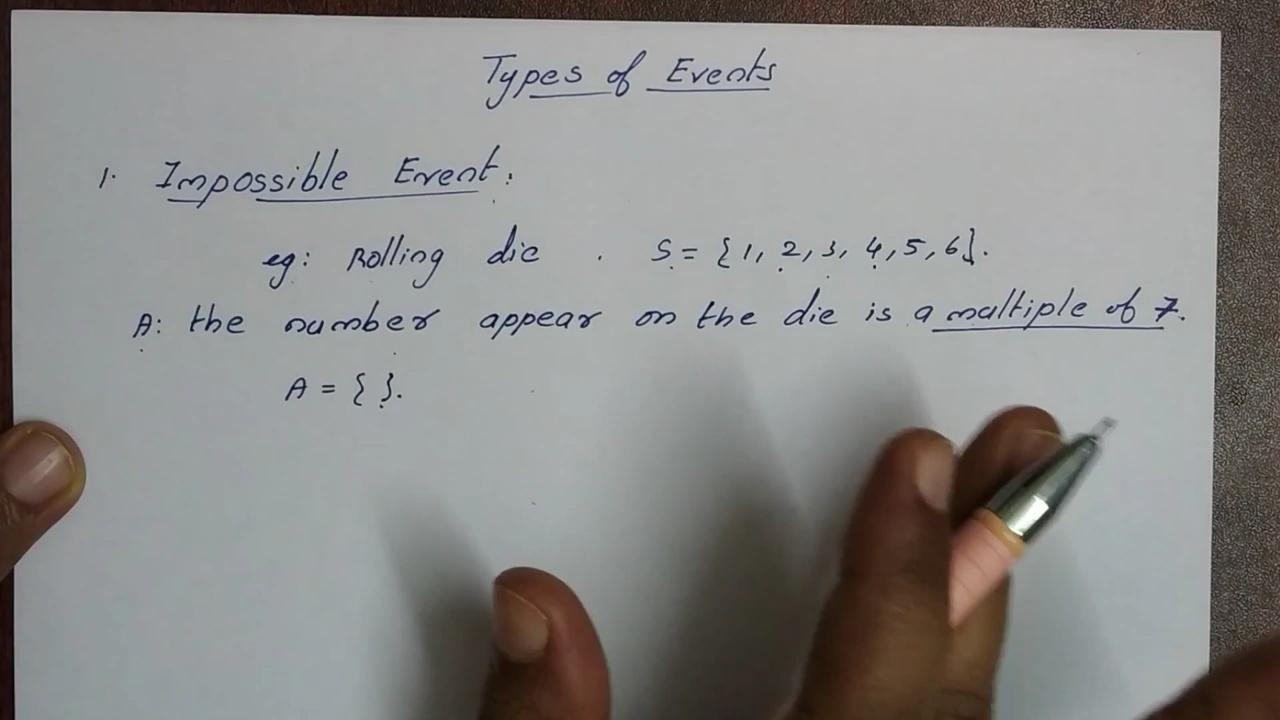 Types of Events
1. Impossible Event:
eg: Rolling die . S = {1, 2, 3, 4, 5, 6}.
A: the number appear on the die is a multiple of 7.
A = { }.